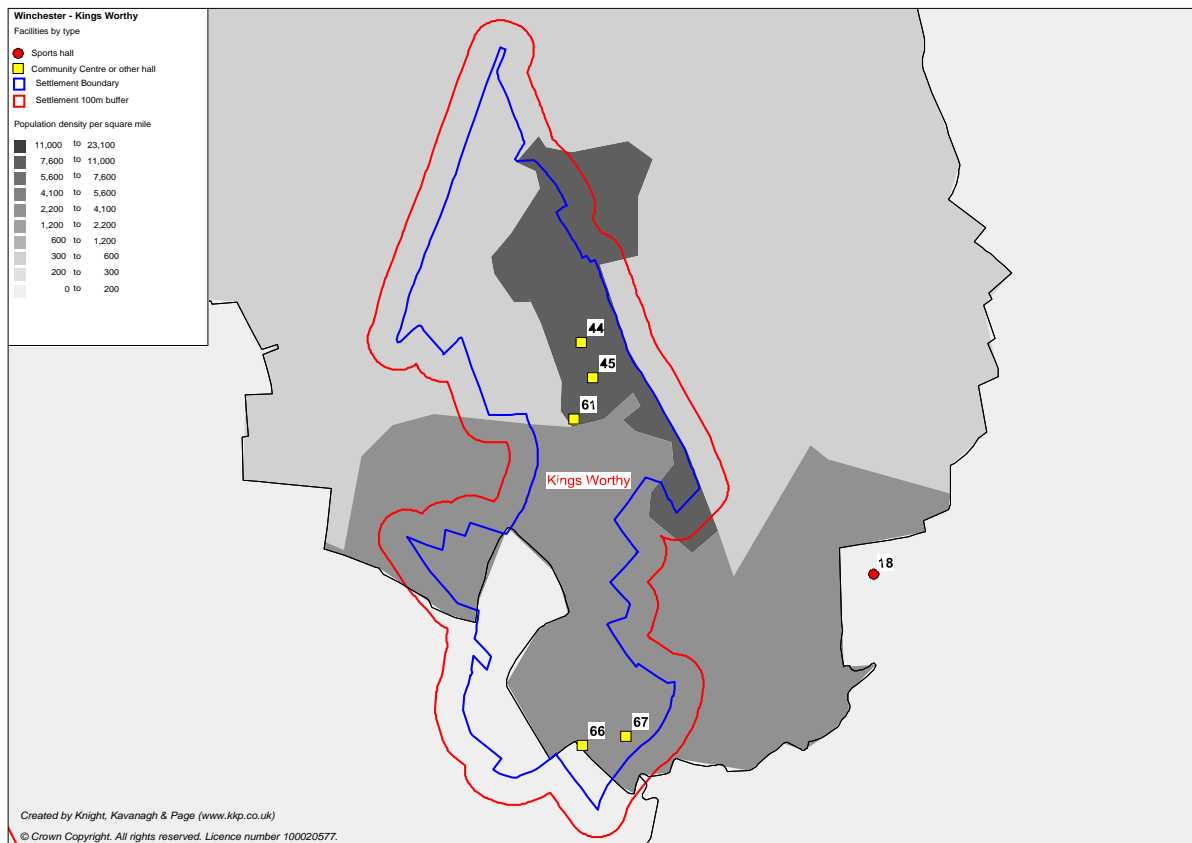 Winchester - Kings Worthy
Facilities by type
Sports hall
Community Centre or other hall
Settlement Boundary
Settlement 100m buffer
Population density per square mile
11,000 to 23,100
7,600 to 11,000
5,600 to 7,600
4,100 to 5,600
2,200 to 4,100
1,200 to 2,200
600 to 1,200
300 to 600
200 to 300
0 to 200
44
45
61
Kings Worthy
18
67
66
Created by Knight, Kavanagh & Page (www.kkp.co.uk)
© Crown Copyright. All rights reserved. Licence number 100020577.